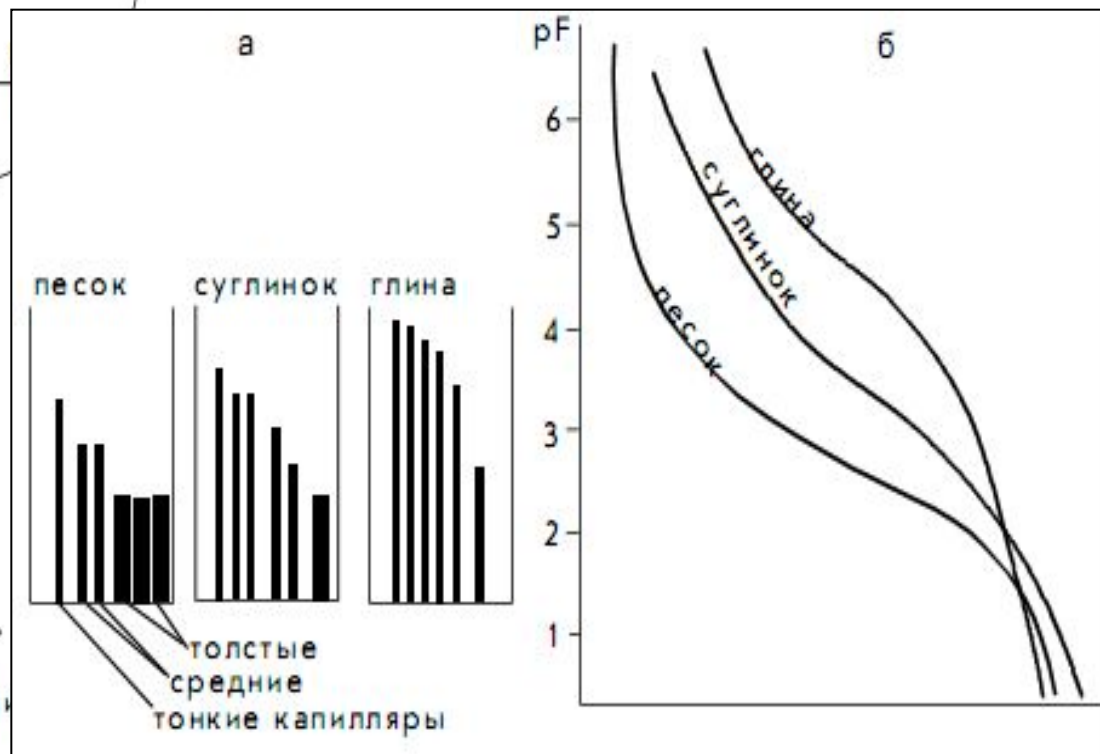 а
песок
суглинок
глина
толстые
средние
тонкие капилляры
б
pF
6
5
4
3
2
1
глина
суглинок
песок